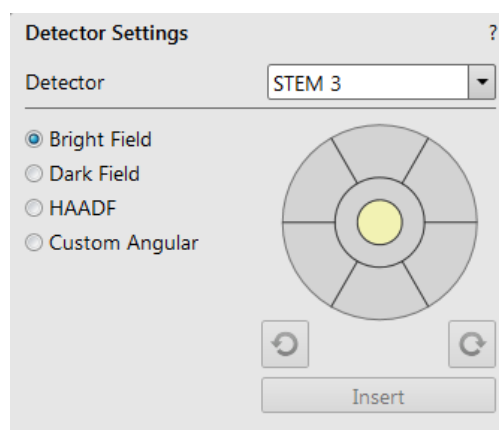 Detector Settings ?
Detector STEM 3
Bright Field
Dark Field
HAADF
Custom Angular
Insert